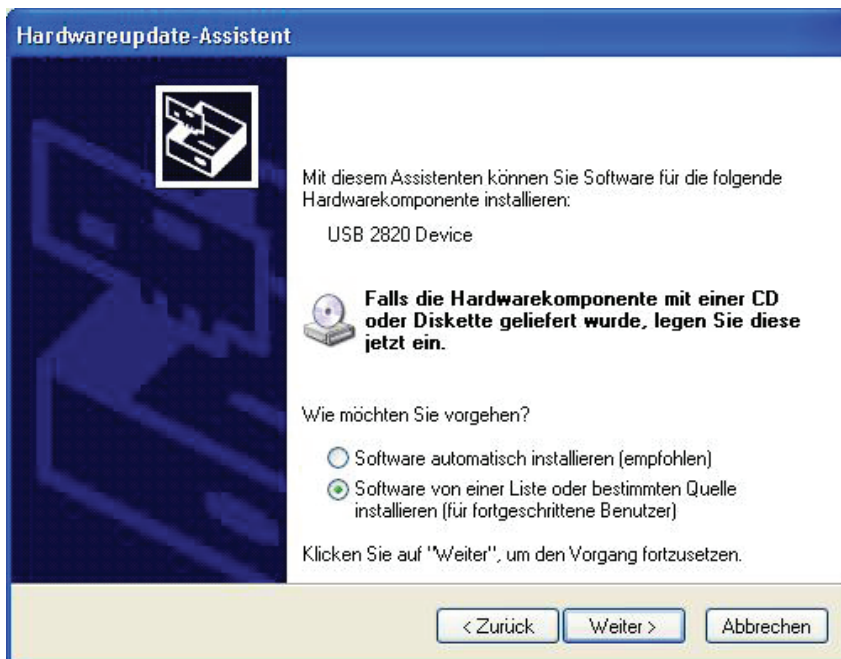 Hardwareupdate-Assistent
Mit diesem Assistenten können Sie Software für die folgende
Hardwarekomponente installieren:
USB 2820 Device
Falls die Hardwarekomponente mit einer CD
oder Diskette geliefert wurde, legen Sie diese
jetzt ein.
Wie möchten Sie vorgehen?
Software automatisch installieren (empfohlen)
Software von einer Liste oder bestimmten Quelle
installieren (für fortgeschrittene Benutzer)
Klicken Sie auf "Weiter", um den Vorgang fortzusetzen.
< Zurück Weiter > Abbrechen